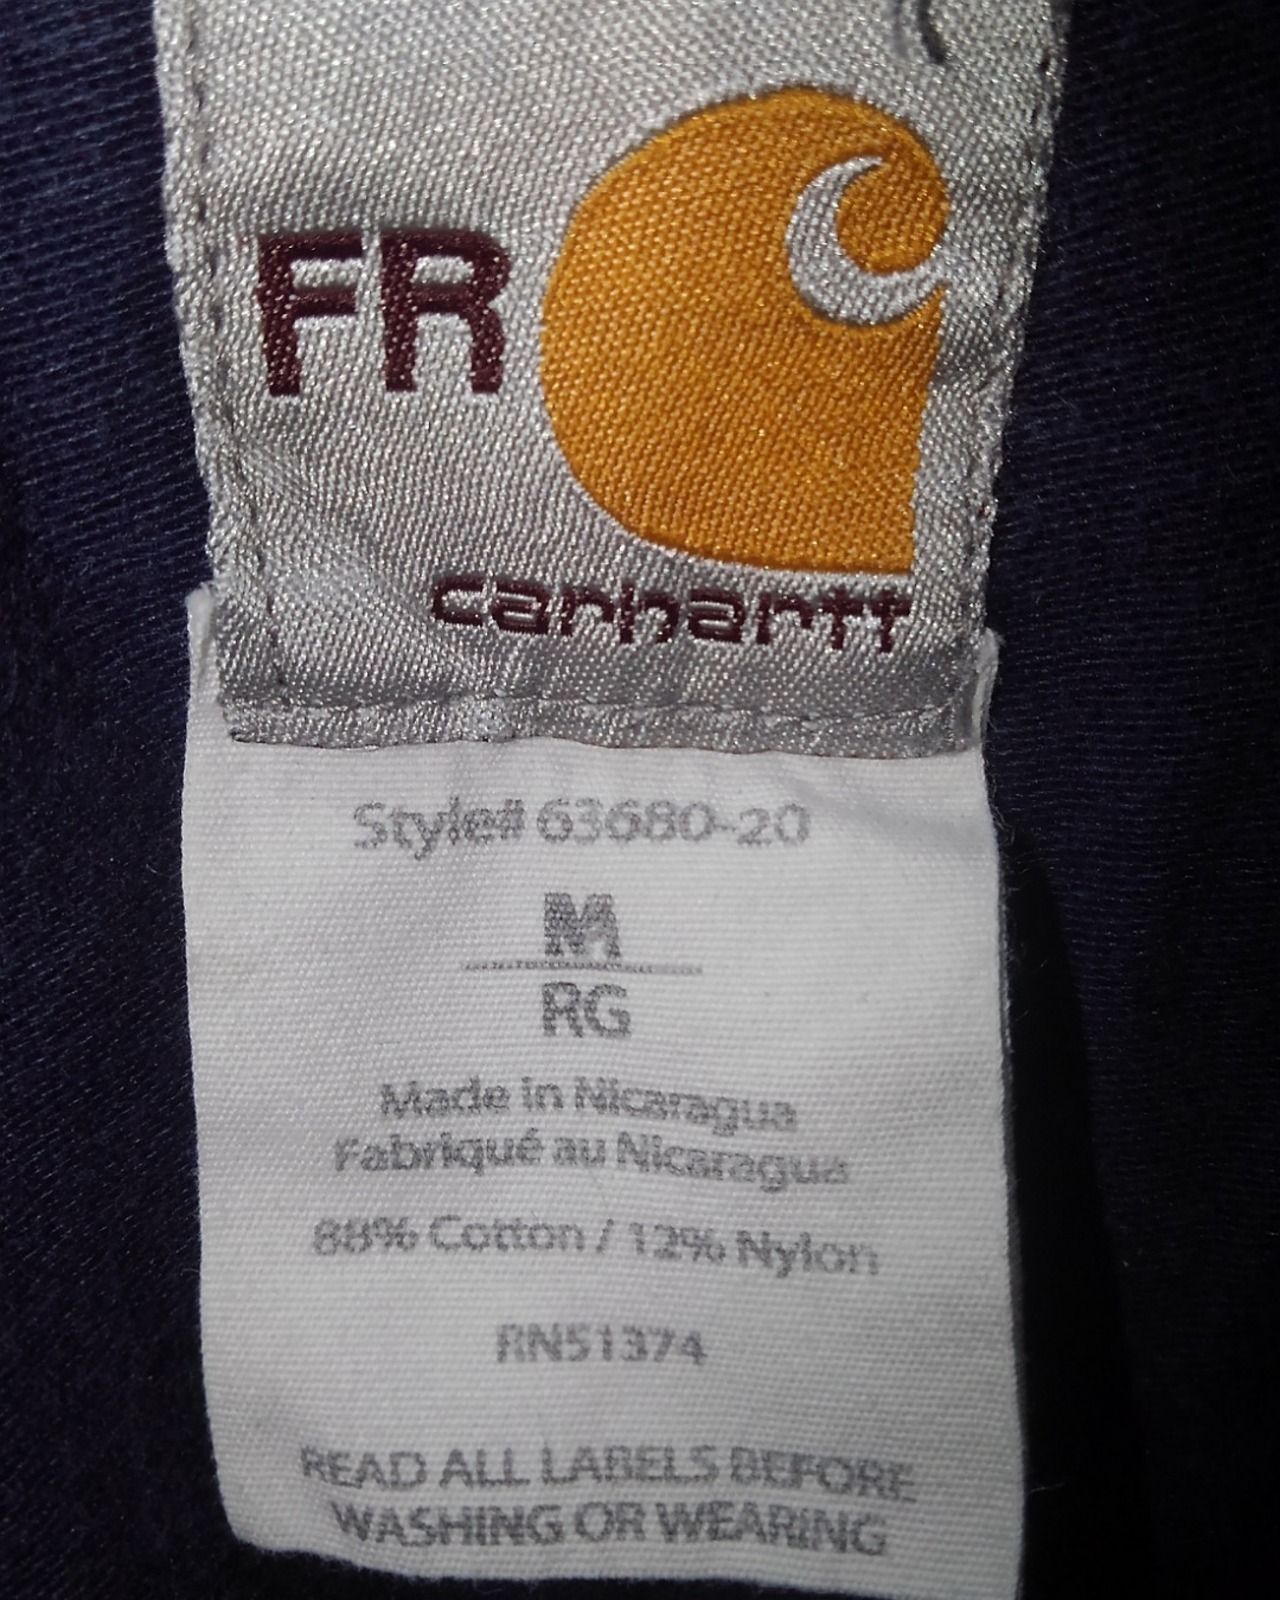 FR
carhartt
Style# 63680-20
M
RG
Made in Nicaragua
Fabriqué au Nicaragua
88% Cotton / 12% Nylon
RN51374
READ ALL LABELS BEFORE
WASHING OR WEARING